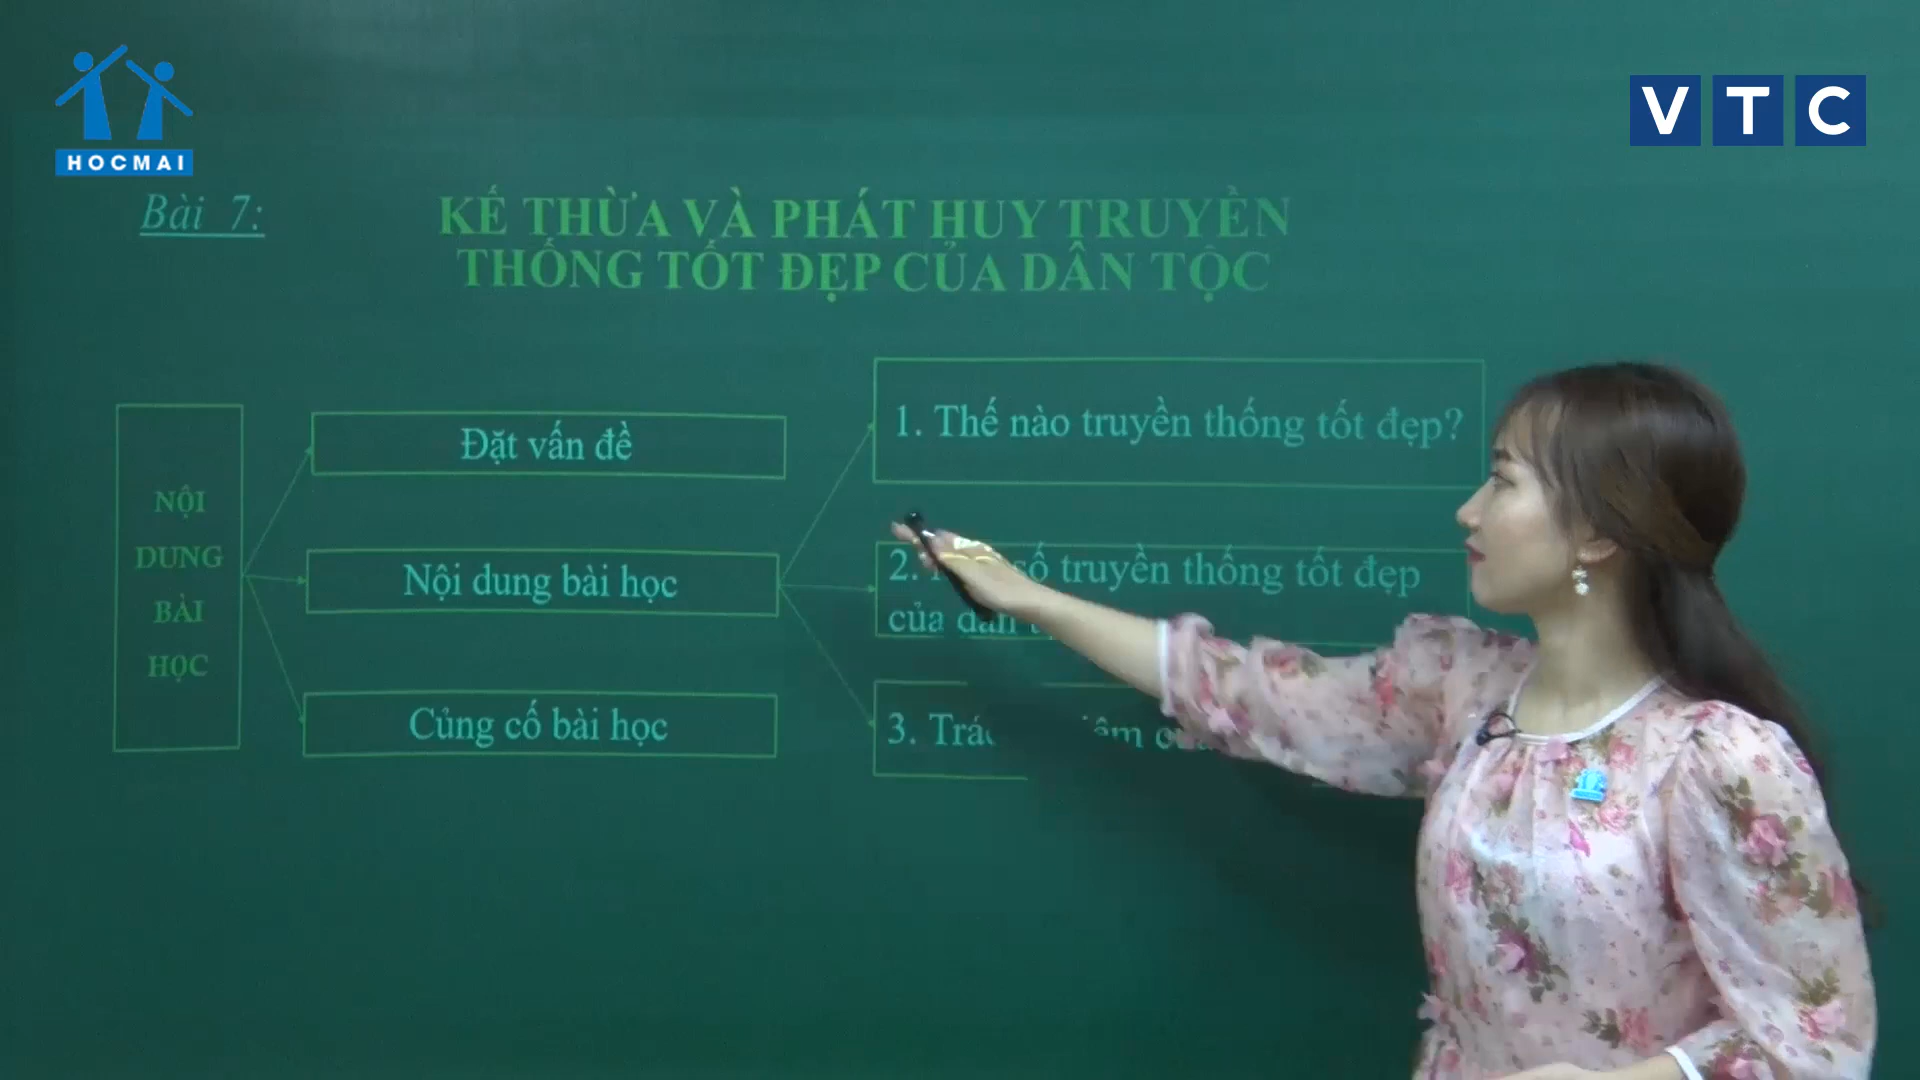 HOCMAI
VTC
Bài 7:
KẾ THỪA VÀ PHÁT HUY TRUYỀN
THỐNG TỐT ĐẸP CỦA DÂN TỘC
NỘI
DUNG
BÀI
HỌC
Đặt vấn đề
Nội dung bài học
Củng cố bài học
1. Thế nào truyền thống tốt đẹp?
2. số truyền thống tốt đẹp
của dân
3.